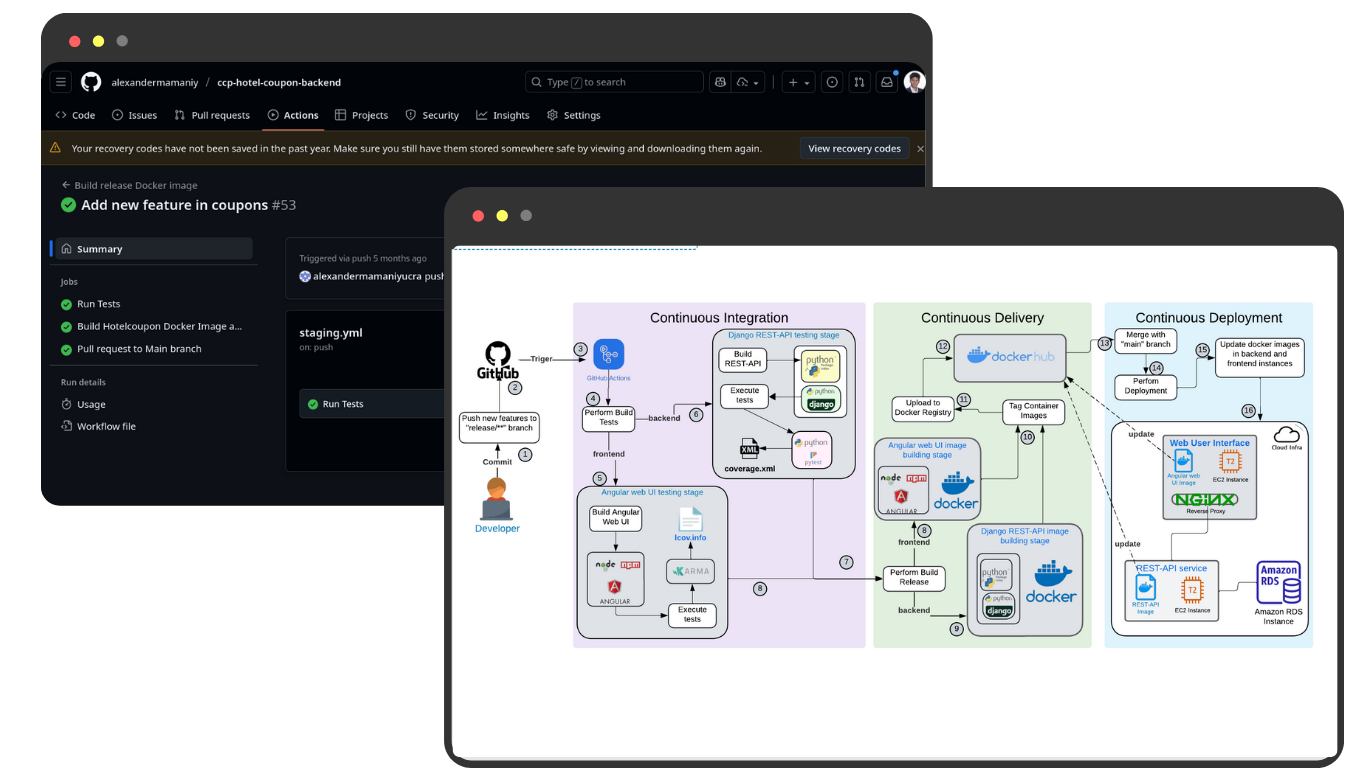 alexandermamaniy / ccp-hotel-coupon-backend
Type / to search
Code
Issues
Pull requests
Actions
Projects
Security
Insights
Settings
Your recovery codes have not been saved in the past year. Make sure you still have them stored somewhere safe by viewing and downloading them again.
View recovery codes
Build release Docker image
Add new feature in coupons #53
Summary
Jobs
Run Tests
Build Hotelcoupon Docker Image a...
Pull request to Main branch
Run details
Usage
Workflow file
Triggered via push 5 months ago
alexandermamaniyucra push
staging.yml
on: push
Run Tests
Continuous Integration
Continuous Delivery
Continuous Deployment
GitHub
Triger
2
Push new features to
"release/**" branch
Commit
1
Developer
3
GitHub Actions
4
Perform Build
Tests
backend
6
frontend
5
Django REST-API testing stage
Build
REST-API
python
Package
Index
Execute
tests
python
django
python
pytest
XML
coverage.xml
Angular web UI testing stage
Build Angular
Web UI
node
npm
ANGULAR
lcov.info
KARMA
Execute
tests
7
8
12
dockerhub
Upload to
Docker Registry
11
Tag Container
Images
10
Angular web UI image
building stage
node
npm
ANGULAR
docker
8
frontend
Perform Build
Release
backend
9
Django REST-API image
building stage
python
Package
Index
python
django
docker
13
Merge with
"main" branch
14
Perfom
Deployment
15
Update docker images
in backend and
frontend instances
16
Cloud Infra
update
Web User Interface
Angular web
UI Image
T2
EC2 Instance
NGINX
Reverse Proxy
update
REST-API service
REST-API
Image
T2
EC2 Instance
Amazon
RDS
Amazon RDS
Instance